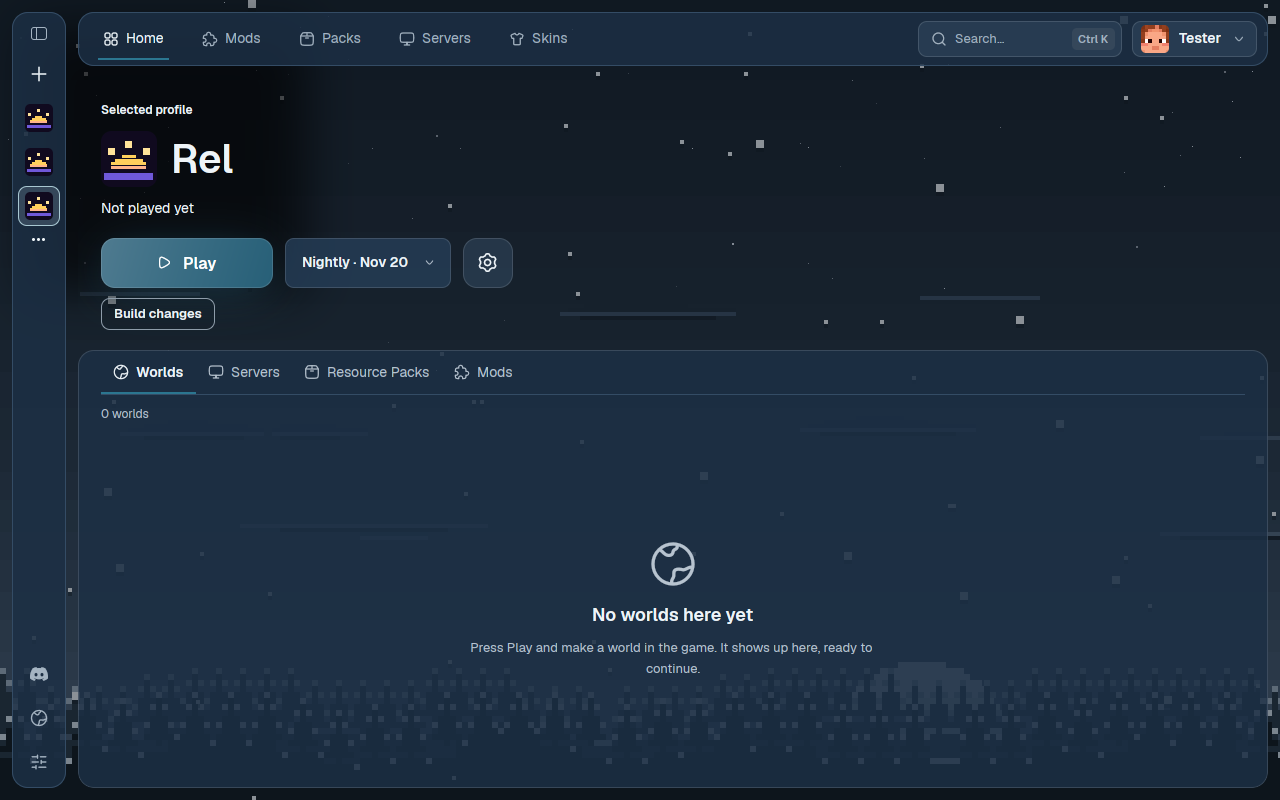 Home
Mods
Packs
Servers
Skins
Search...
Ctrl K
Tester
Selected profile
Rel
Not played yet
Play
Nightly · Nov 20
Build changes
Worlds
Servers
Resource Packs
Mods
0 worlds
No worlds here yet
Press Play and make a world in the game. It shows up here, ready to
continue.